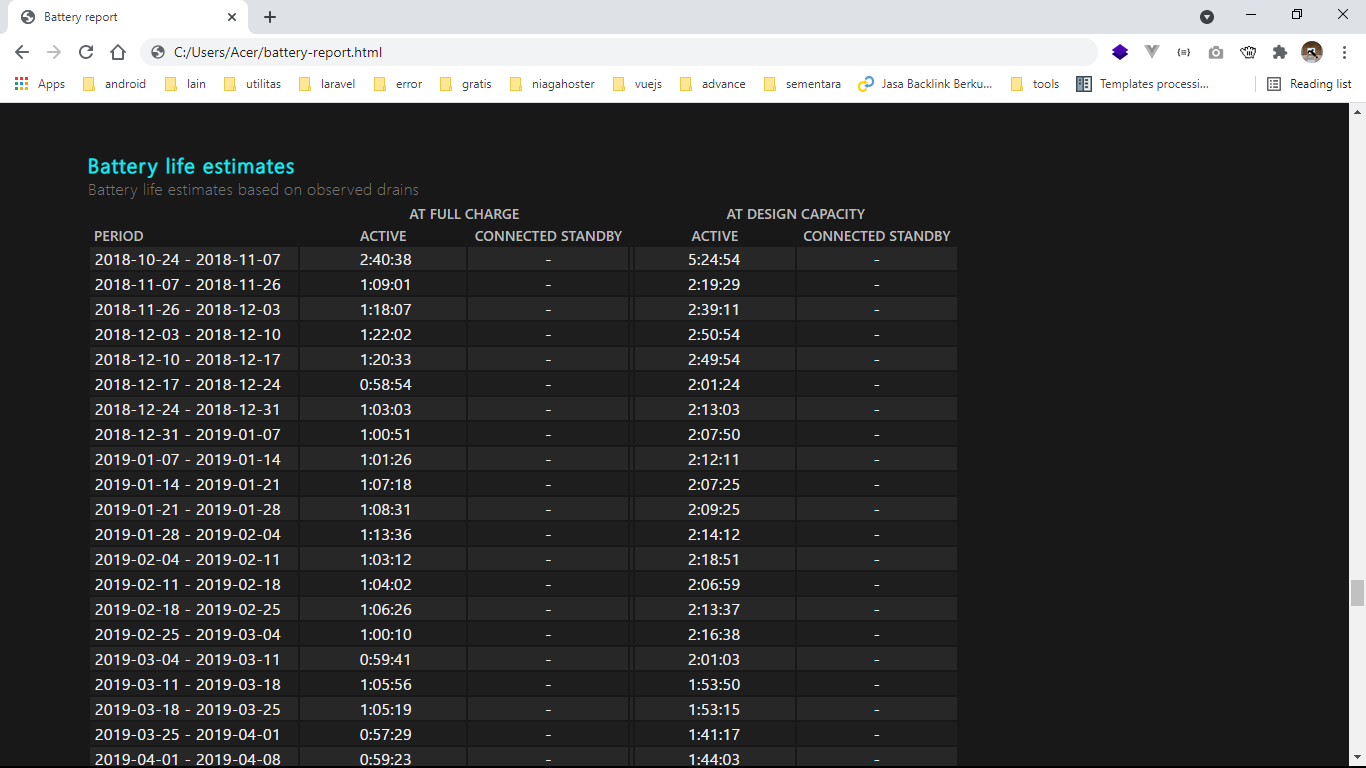 Battery report
C:/Users/Acer/battery-report.html
Apps android lain utilitas laravel error gratis niagahoster vuejs advance sementara Jasa Backlink Berku... tools Templates processi... Reading list
Battery life estimates
Battery life estimates based on observed drains
AT FULL CHARGE AT DESIGN CAPACITY
PERIOD ACTIVE CONNECTED STANDBY ACTIVE CONNECTED STANDBY
2018-10-24 - 2018-11-07 2:40:38 - 5:24:54 -
2018-11-07 - 2018-11-26 1:09:01 - 2:19:29 -
2018-11-26 - 2018-12-03 1:18:07 - 2:39:11 -
2018-12-03 - 2018-12-10 1:22:02 - 2:50:54 -
2018-12-10 - 2018-12-17 1:20:33 - 2:49:54 -
2018-12-17 - 2018-12-24 0:58:54 - 2:01:24 -
2018-12-24 - 2018-12-31 1:03:03 - 2:13:03 -
2018-12-31 - 2019-01-07 1:00:51 - 2:07:50 -
2019-01-07 - 2019-01-14 1:01:26 - 2:12:11 -
2019-01-14 - 2019-01-21 1:07:18 - 2:07:25 -
2019-01-21 - 2019-01-28 1:08:31 - 2:09:25 -
2019-01-28 - 2019-02-04 1:13:36 - 2:14:12 -
2019-02-04 - 2019-02-11 1:03:12 - 2:18:51 -
2019-02-11 - 2019-02-18 1:04:02 - 2:06:59 -
2019-02-18 - 2019-02-25 1:06:26 - 2:13:37 -
2019-02-25 - 2019-03-04 1:00:10 - 2:16:38 -
2019-03-04 - 2019-03-11 0:59:41 - 2:01:03 -
2019-03-11 - 2019-03-18 1:05:56 - 1:53:50 -
2019-03-18 - 2019-03-25 1:05:19 - 1:53:15 -
2019-03-25 - 2019-04-01 0:57:29 - 1:41:17 -
2019-04-01 - 2019-04-08 0:59:23 - 1:44:03 -